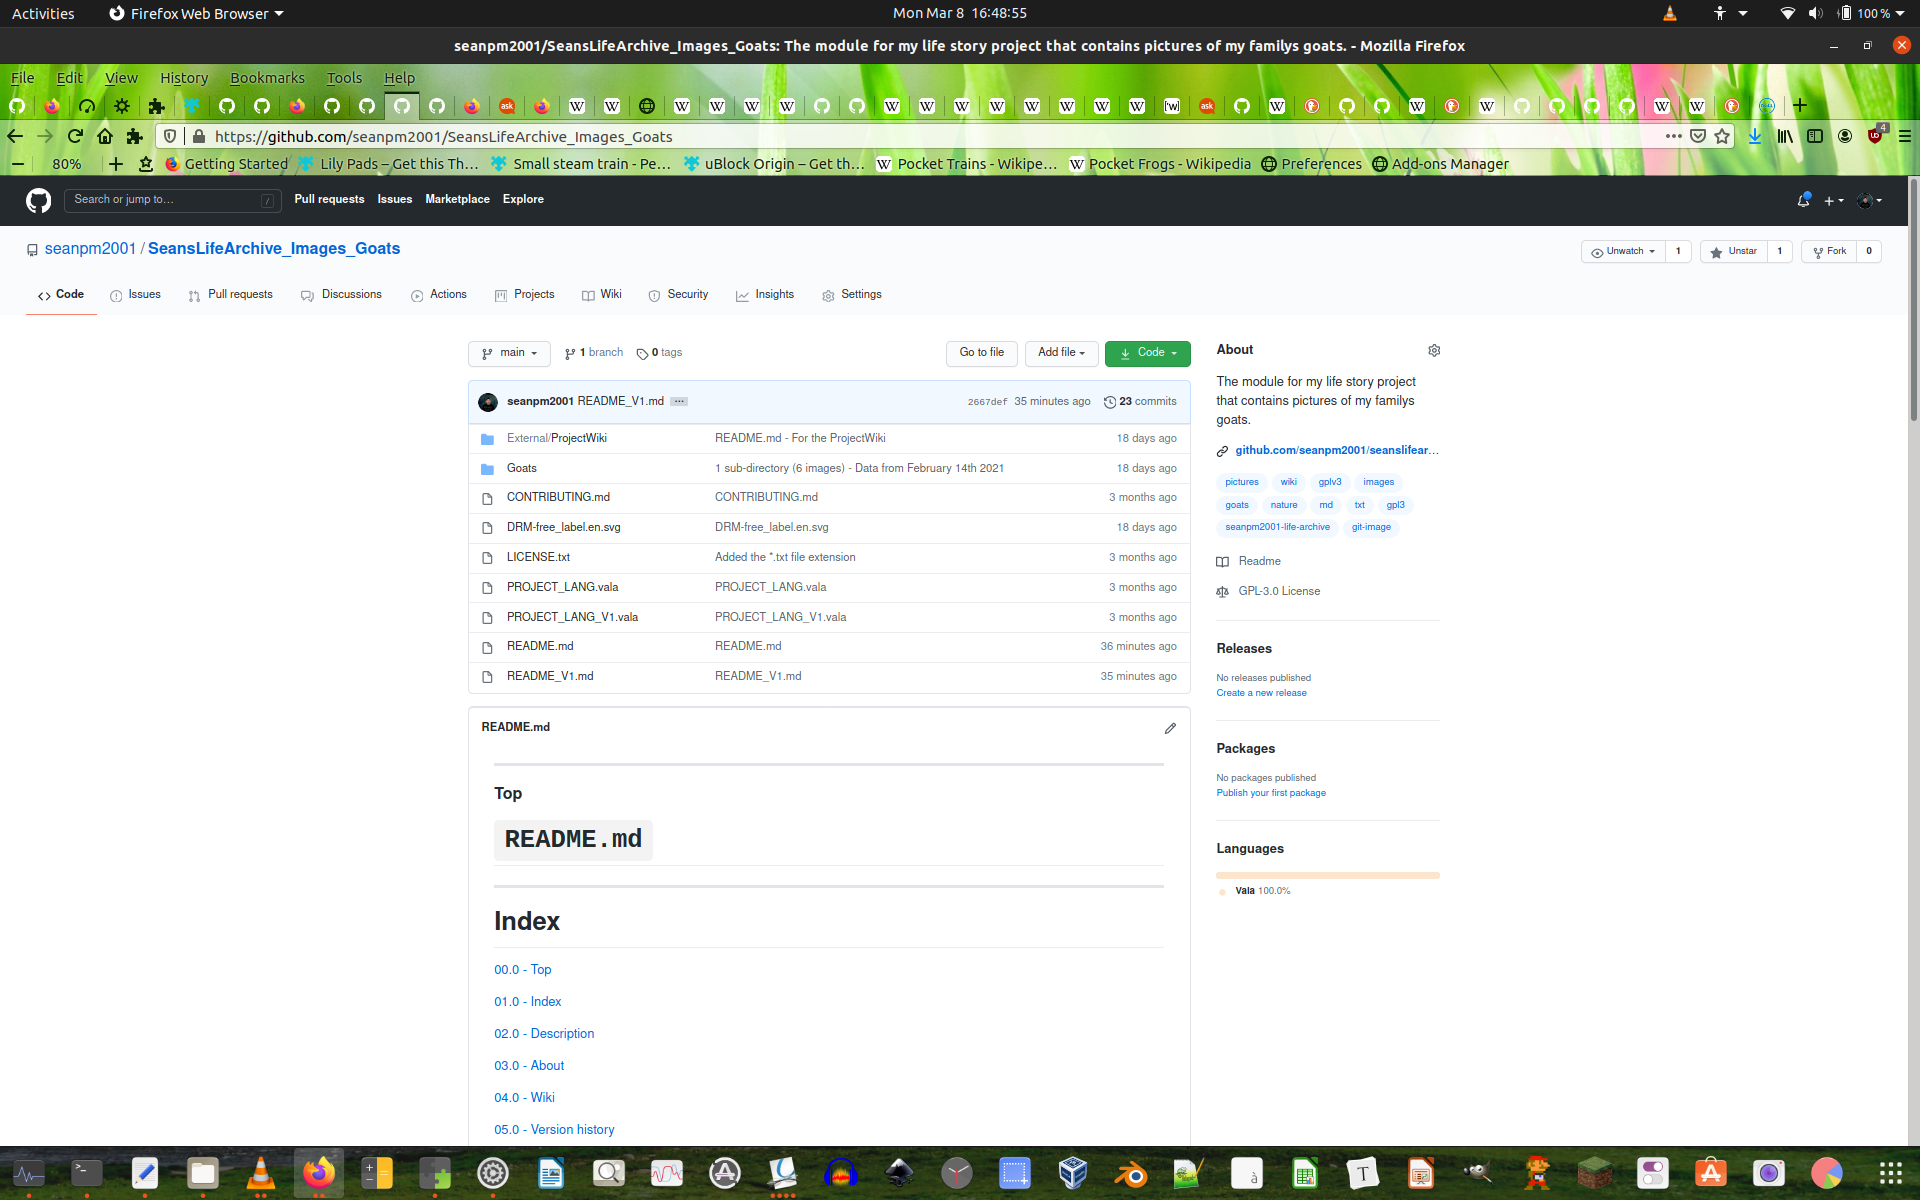 Activities Firefox Web Browser Mon Mar 8 16:48:55 100 %
seanpm2001/SeansLifeArchive_Images_Goats: The module for my life story project that contains pictures of my familys goats. - Mozilla Firefox
File Edit View History Bookmarks Tools Help
https://github.com/seanpm2001/SeansLifeArchive_Images_Goats 4
80% Getting Started Lily Pads – Get this Th… Small steam train - Pe… uBlock Origin – Get th… Pocket Trains - Wikipe… Pocket Frogs - Wikipedia Preferences Add-ons Manager
Search or jump to… / Pull requests Issues Marketplace Explore
seanpm2001 / SeansLifeArchive_Images_Goats Unwatch 1 Unstar 1 Fork 0
Code Issues Pull requests Discussions Actions Projects Wiki Security Insights Settings
main 1 branch 0 tags Go to file Add file Code
seanpm2001 README_V1.md ... 2667def 35 minutes ago 23 commits
External/ProjectWiki README.md - For the ProjectWiki 18 days ago
Goats 1 sub-directory (6 images) - Data from February 14th 2021 18 days ago
CONTRIBUTING.md CONTRIBUTING.md 3 months ago
DRM-free_label.en.svg DRM-free_label.en.svg 18 days ago
LICENSE.txt Added the *.txt file extension 3 months ago
PROJECT_LANG.vala PROJECT_LANG.vala 3 months ago
PROJECT_LANG_V1.vala PROJECT_LANG_V1.vala 3 months ago
README.md README.md 36 minutes ago
README_V1.md README_V1.md 35 minutes ago
README.md
Top
README.md
Index
00.0 - Top
01.0 - Index
02.0 - Description
03.0 - About
04.0 - Wiki
05.0 - Version history
About
The module for my life story project
that contains pictures of my familys
goats.
github.com/seanpm2001/seanslifear…
pictures wiki gplv3 images
goats nature md txt gpl3
seanpm2001-life-archive git-image
Readme
GPL-3.0 License
Releases
No releases published
Create a new release
Packages
No packages published
Publish your first package
Languages
Vala 100.0%